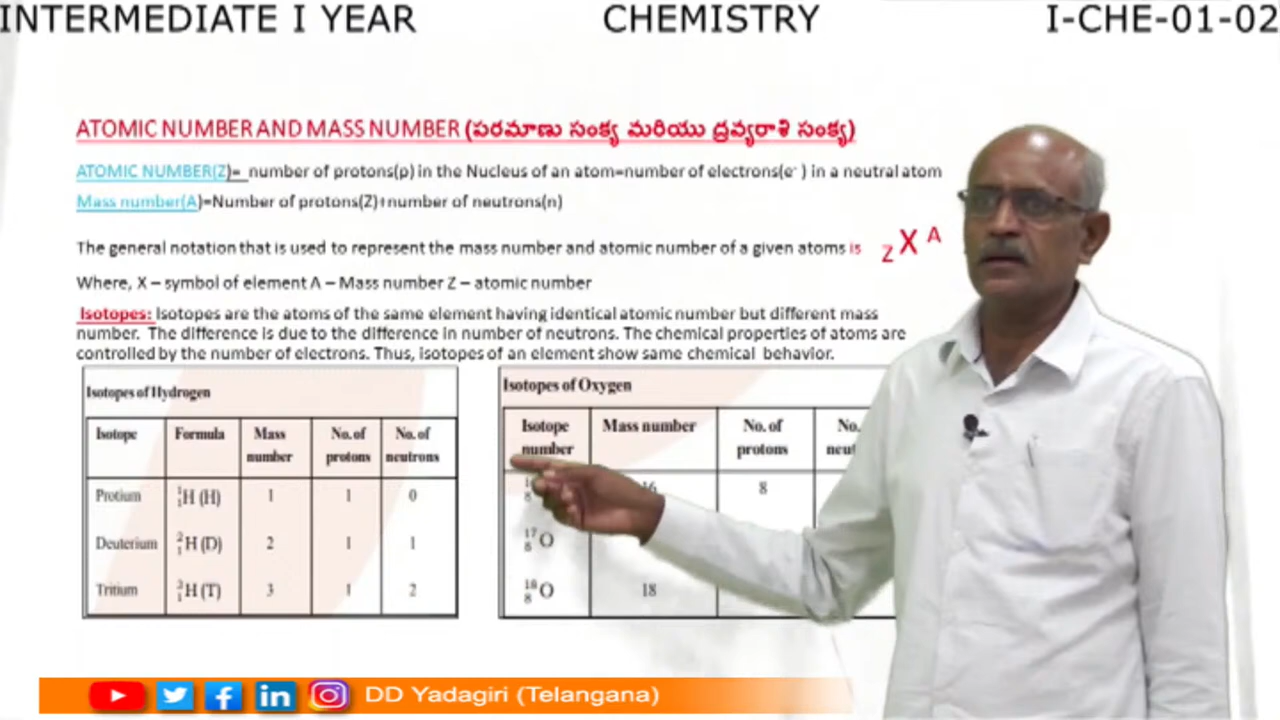 INTERMEDIATE I YEAR CHEMISTRY I-CHE-01-02
ATOMIC NUMBER AND MASS NUMBER (పరమాణు సంక్య మరియు ద్రవ్యరాశి సంక్య)
ATOMIC NUMBER(Z)= number of protons(p) in the Nucleus of an atom=number of electrons(e⁻ ) in a neutral atom
Mass number(A)=Number of protons(Z)+number of neutrons(n)
The general notation that is used to represent the mass number and atomic number of a given atoms is Z X A
Where, X – symbol of element A – Mass number Z – atomic number
Isotopes: Isotopes are the atoms of the same element having identical atomic number but different mass
number. The difference is due to the difference in number of neutrons. The chemical properties of atoms are
controlled by the number of electrons. Thus, isotopes of an element show same chemical behavior.
Isotopes of Hydrogen
Isotope Formula Mass number No. of protons No. of neutrons
Protium ¹₁H (H) 1 1 0
Deuterium ²₁H (D) 2 1 1
Tritium ³₁H (T) 3 1 2
Isotopes of Oxygen
Isotope number Mass number No. of protons No.
16 8
¹⁷₈O
¹⁸₈O 18
DD Yadagiri (Telangana)